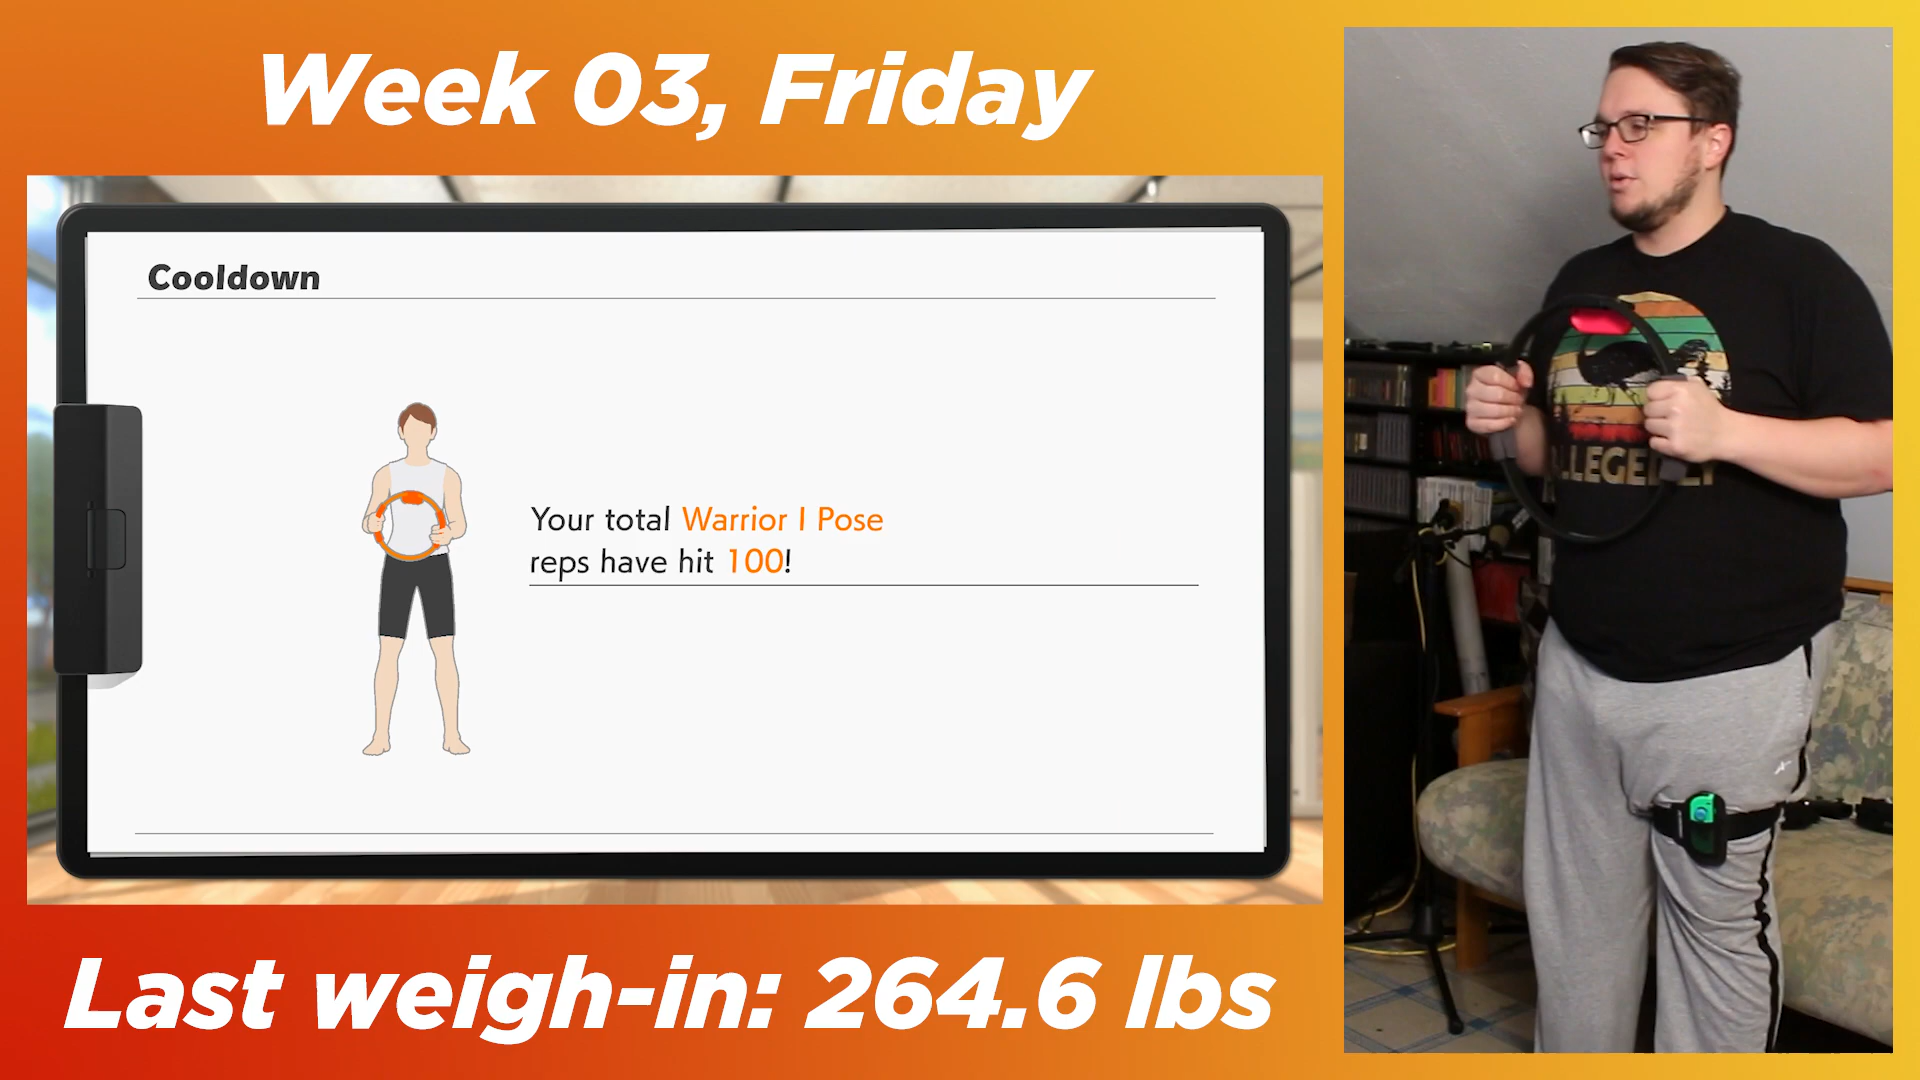 Week 03, Friday
Cooldown
Your total Warrior I Pose
reps have hit 100!
Last weigh-in: 264.6 lbs